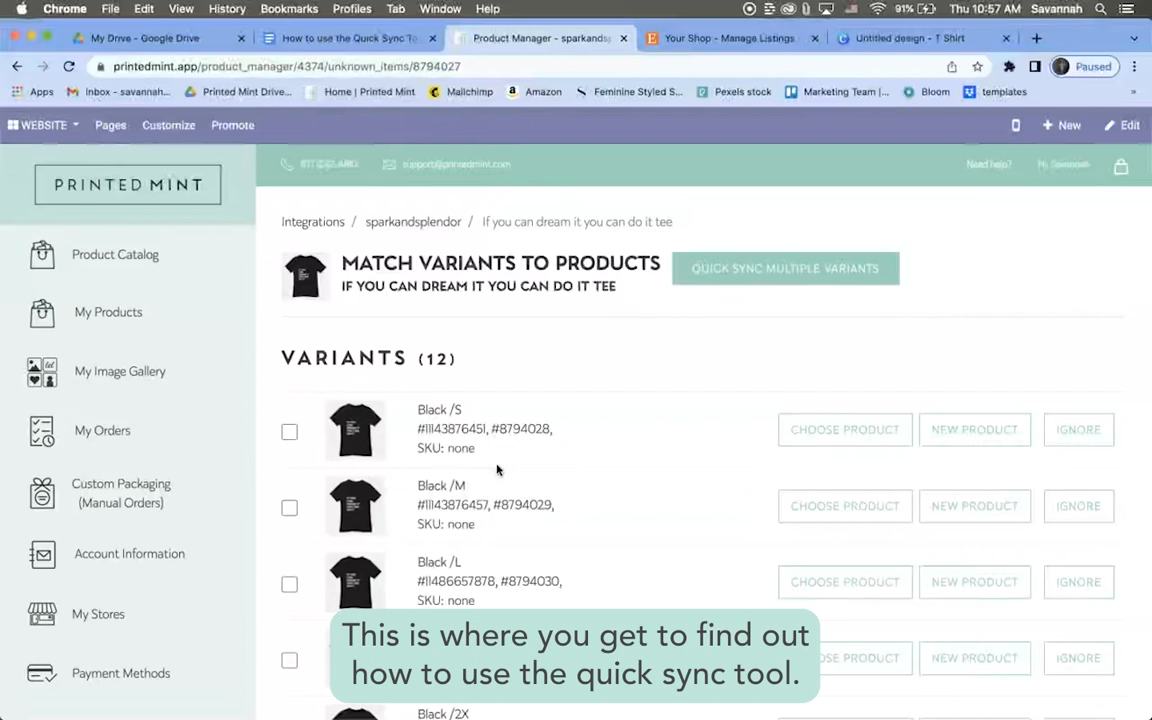 Chrome File Edit View History Bookmarks Profiles Tab Window Help 91% Thu 10:57 AM Savannah
My Drive - Google Drive How to use the Quick Sync To Product Manager - sparkands Your Shop - Manage Listings Untitled design - T Shirt
printedmint.app/product_manager/4374/unknown_items/8794027 Paused
Apps Inbox - savannah... Printed Mint Drive... Home | Printed Mint Mailchimp Amazon Feminine Styled S... Pexels stock Marketing Team |... Bloom templates
WEBSITE Pages Customize Promote + New Edit
support@printedmint.com Need help? Hi, Savannah
PRINTED MINT
Product Catalog
My Products
My Image Gallery
My Orders
Custom Packaging
(Manual Orders)
Account Information
My Stores
Payment Methods
Integrations / sparkandsplendor / If you can dream it you can do it tee
MATCH VARIANTS TO PRODUCTS
IF YOU CAN DREAM IT YOU CAN DO IT TEE
QUICK SYNC MULTIPLE VARIANTS
VARIANTS (12)
Black /S
#11143876451, #8794028,
SKU: none
CHOOSE PRODUCT NEW PRODUCT IGNORE
Black /M
#11143876457, #8794029,
SKU: none
CHOOSE PRODUCT NEW PRODUCT IGNORE
Black /L
#11486657878, #8794030,
SKU: none
CHOOSE PRODUCT NEW PRODUCT IGNORE
PRODUCT NEW PRODUCT IGNORE
Black /2X
This is where you get to find out
how to use the quick sync tool.